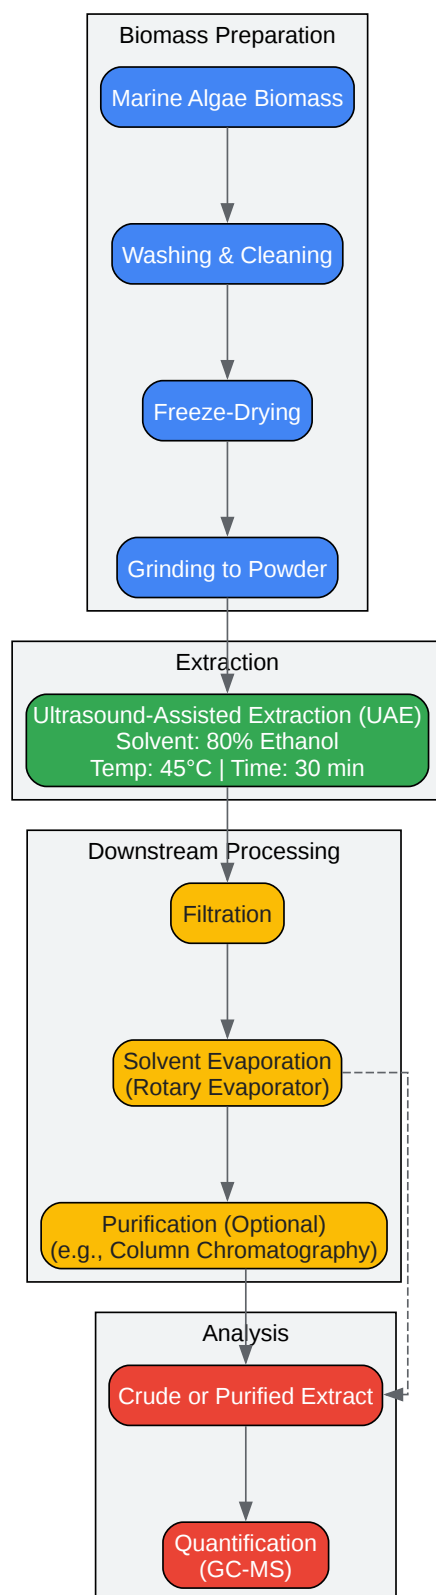 Biomass Preparation
Marine Algae Biomass
Washing & Cleaning
Freeze-Drying
Grinding to Powder
Extraction
Ultrasound-Assisted Extraction (UAE)
Solvent: 80% Ethanol
Temp: 45°C | Time: 30 min
Downstream Processing
Filtration
Solvent Evaporation
(Rotary Evaporator)
Purification (Optional)
(e.g., Column Chromatography)
Analysis
Crude or Purified Extract
Quantification
(GC-MS)